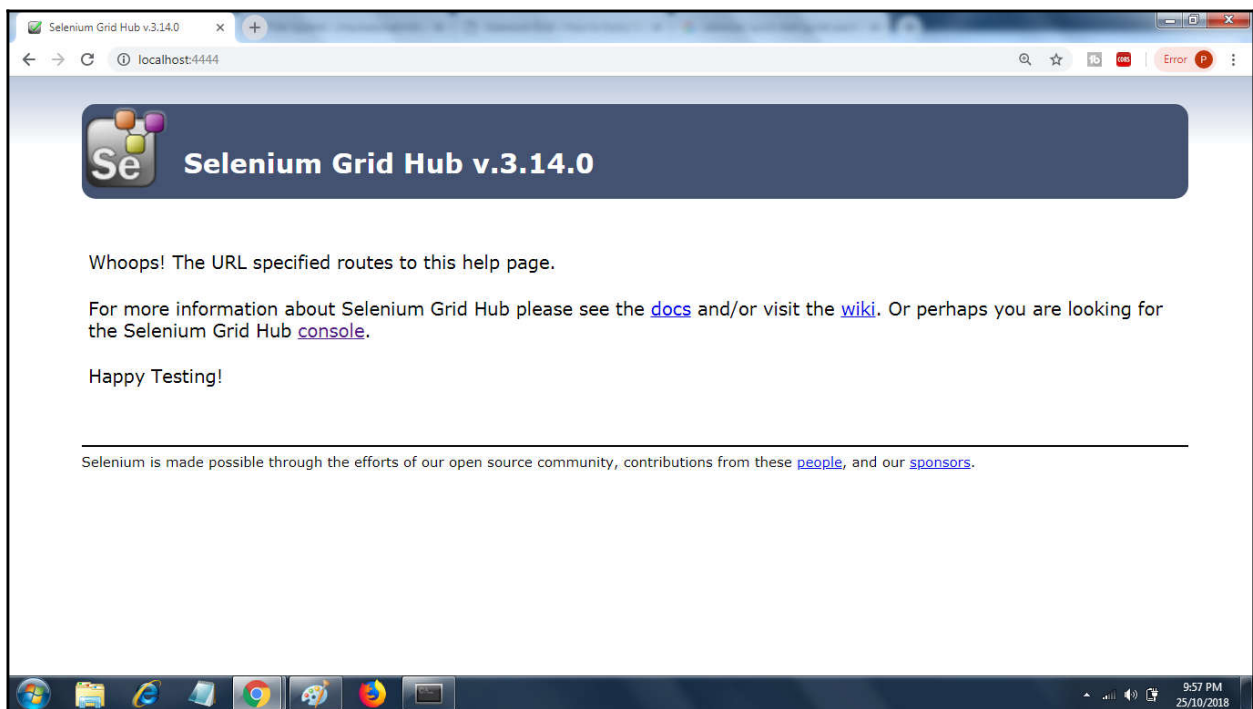 Selenium Grid Hub v.3.14.0
localhost:4444
Error P
Se
Selenium Grid Hub v.3.14.0
Whoops! The URL specified routes to this help page.
For more information about Selenium Grid Hub please see the docs and/or visit the wiki. Or perhaps you are looking for
the Selenium Grid Hub console.
Happy Testing!
Selenium is made possible through the efforts of our open source community, contributions from these people, and our sponsors.
9:57 PM
25/10/2018